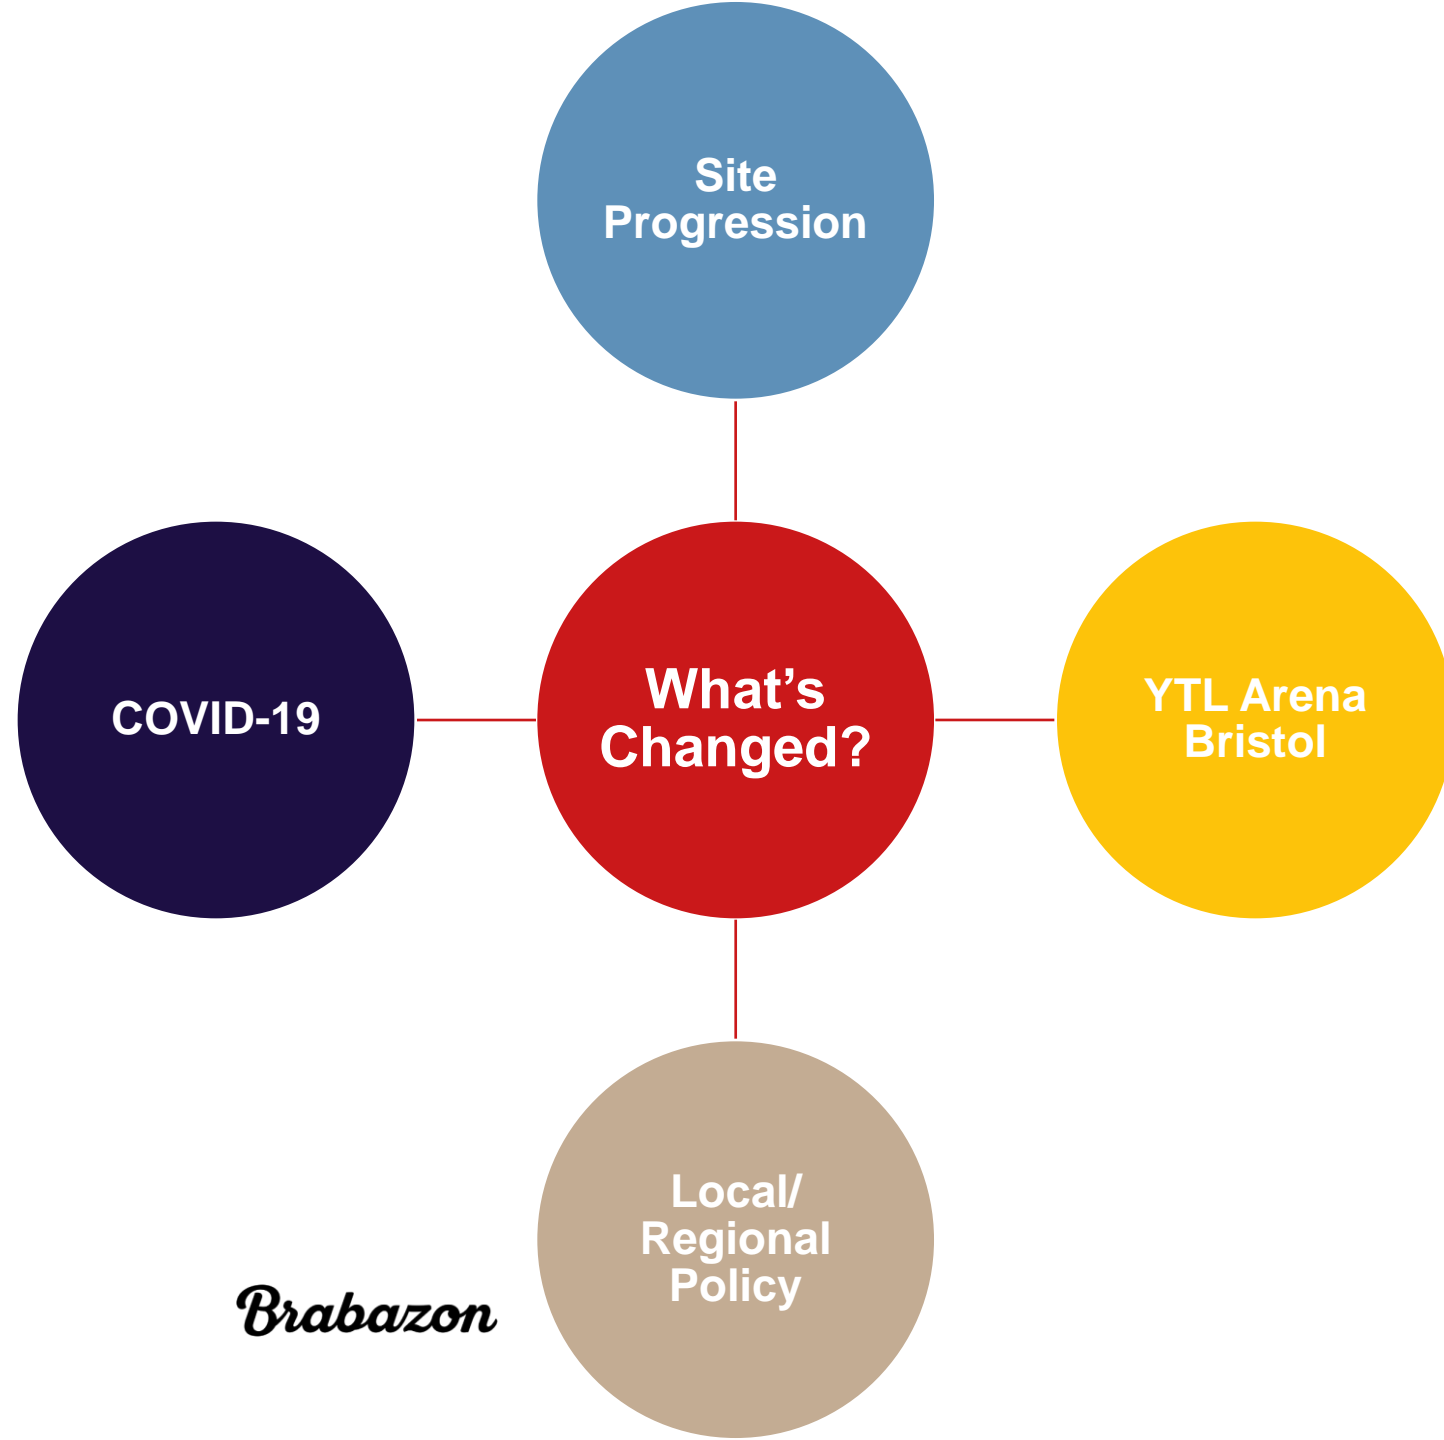 Site
Progression
COVID-19
What’s
Changed?
YTL Arena
Bristol
Local/
Regional
Policy
Brabazon